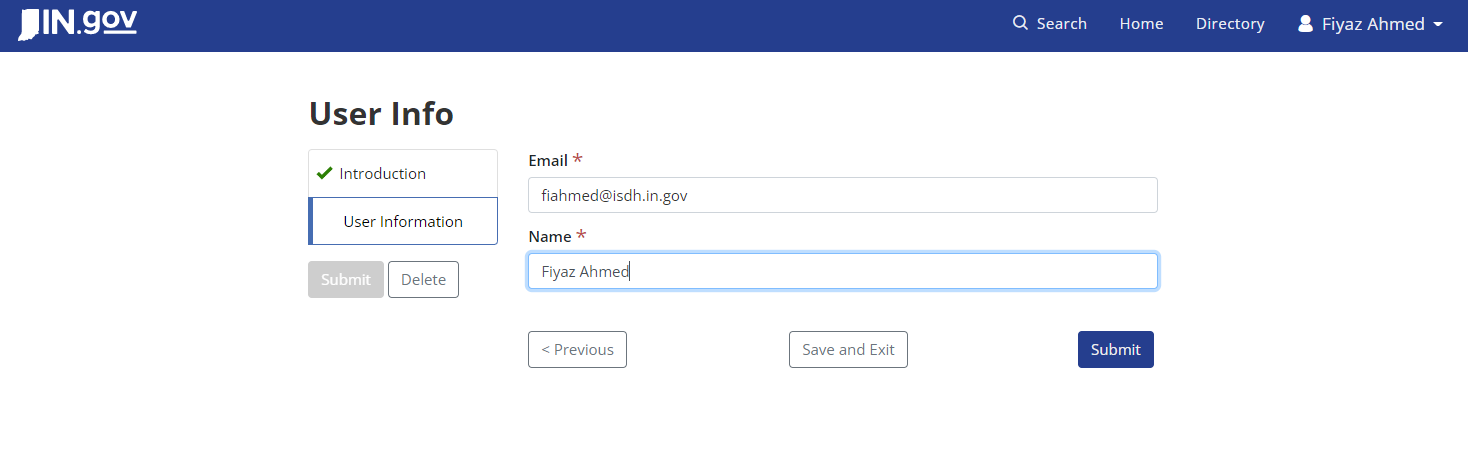 IN.gov
Search Home Directory Fiyaz Ahmed
User Info
Introduction
User Information
Submit Delete
Email *
fiahmed@isdh.in.gov
Name *
Fiyaz Ahmed
< Previous Save and Exit Submit